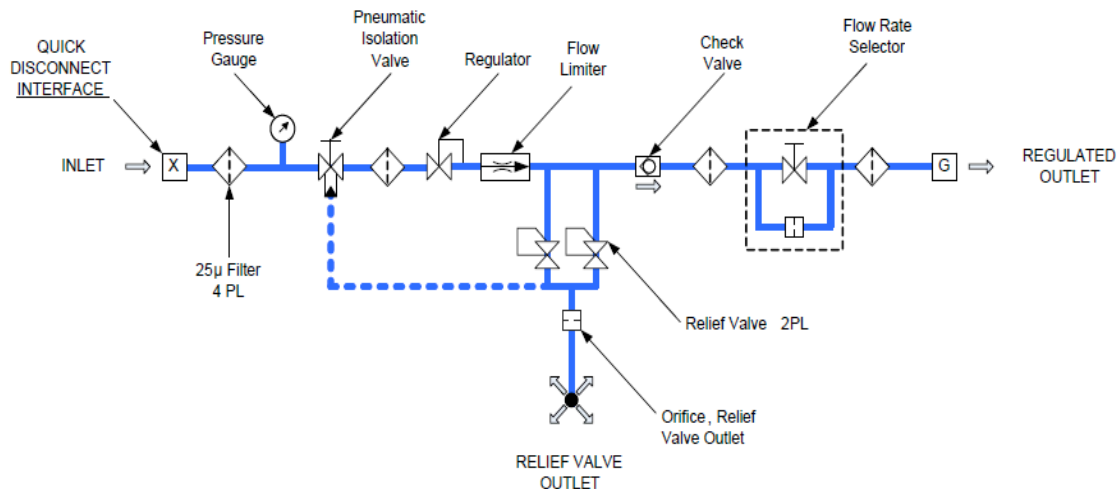 QUICK
DISCONNECT
INTERFACE
Pressure
Gauge
Pneumatic
Isolation
Valve
Regulator
Flow
Limiter
Check
Valve
Flow Rate
Selector
INLET
X
G
REGULATED
OUTLET
25µ Filter
4 PL
Relief Valve 2PL
Orifice , Relief
Valve Outlet
RELIEF VALVE
OUTLET